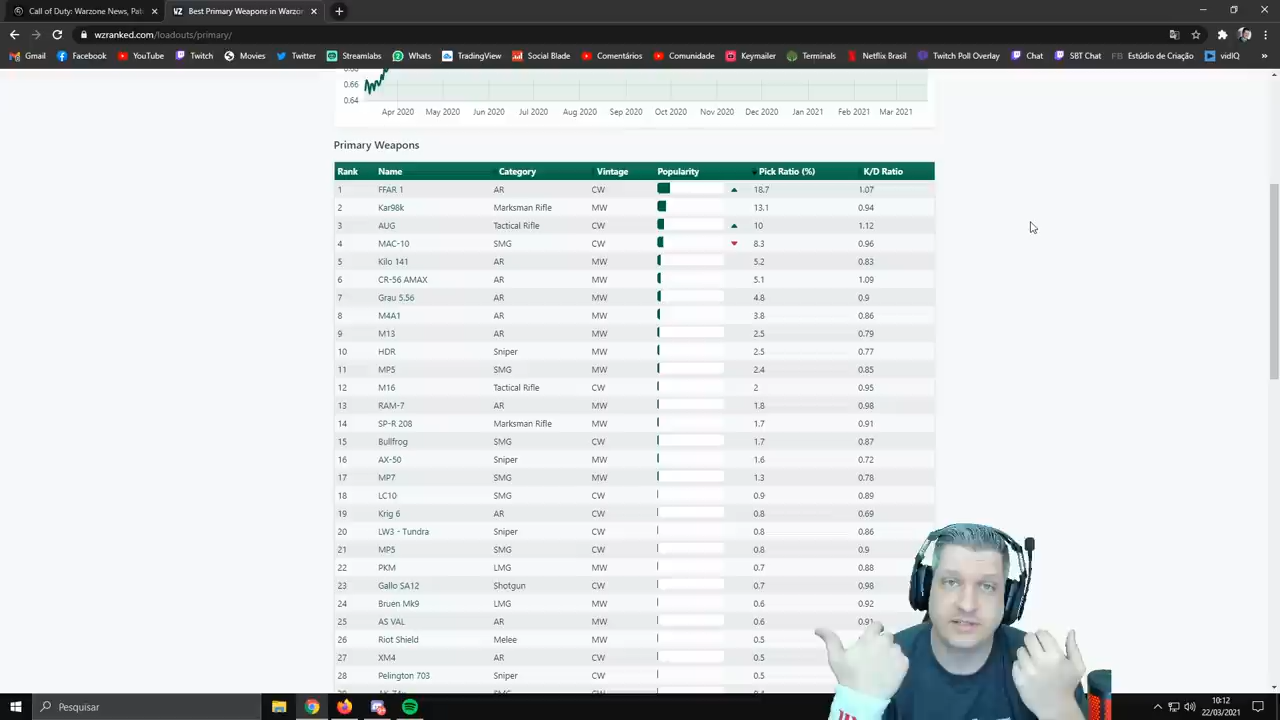 Call of Duty: Warzone News, Pat
WZ Best Primary Weapons in Warzon
wzranked.com/loadouts/primary/
Gmail Facebook YouTube Twitch Movies Twitter Streamlabs Whats TradingView Social Blade Comentários Comunidade Keymailer Terminals Netflix Brasil Twitch Poll Overlay Chat SBT Chat Estúdio de Criação vidIQ
0.66
0.64
Apr 2020 May 2020 Jun 2020 Jul 2020 Aug 2020 Sep 2020 Oct 2020 Nov 2020 Dec 2020 Jan 2021 Feb 2021 Mar 2021
Primary Weapons
Rank Name Category Vintage Popularity Pick Ratio (%) K/D Ratio
1 FFAR 1 AR CW 18.7 1.07
2 Kar98k Marksman Rifle MW 13.1 0.94
3 AUG Tactical Rifle CW 10 1.12
4 MAC-10 SMG CW 8.3 0.96
5 Kilo 141 AR MW 5.2 0.83
6 CR-56 AMAX AR MW 5.1 1.09
7 Grau 5.56 AR MW 4.8 0.9
8 M4A1 AR MW 3.8 0.86
9 M13 AR MW 2.5 0.79
10 HDR Sniper MW 2.5 0.77
11 MP5 SMG MW 2.4 0.85
12 M16 Tactical Rifle CW 2 0.95
13 RAM-7 AR MW 1.8 0.98
14 SP-R 208 Marksman Rifle MW 1.7 0.91
15 Bullfrog SMG CW 1.7 0.87
16 AX-50 Sniper MW 1.6 0.72
17 MP7 SMG MW 1.3 0.78
18 LC10 SMG CW 0.9 0.89
19 Krig 6 AR CW 0.8 0.69
20 LW3 - Tundra Sniper CW 0.8 0.86
21 MP5 SMG CW 0.8 0.9
22 PKM LMG MW 0.7 0.88
23 Gallo SA12 Shotgun CW 0.7 0.98
24 Bruen Mk9 LMG MW 0.6 0.92
25 AS VAL AR MW 0.6 0.91
26 Riot Shield Melee MW 0.5
27 XM4 AR CW 0.5
28 Pelington 703 Sniper CW 0.5
Pesquisar
10:12
22/03/2021